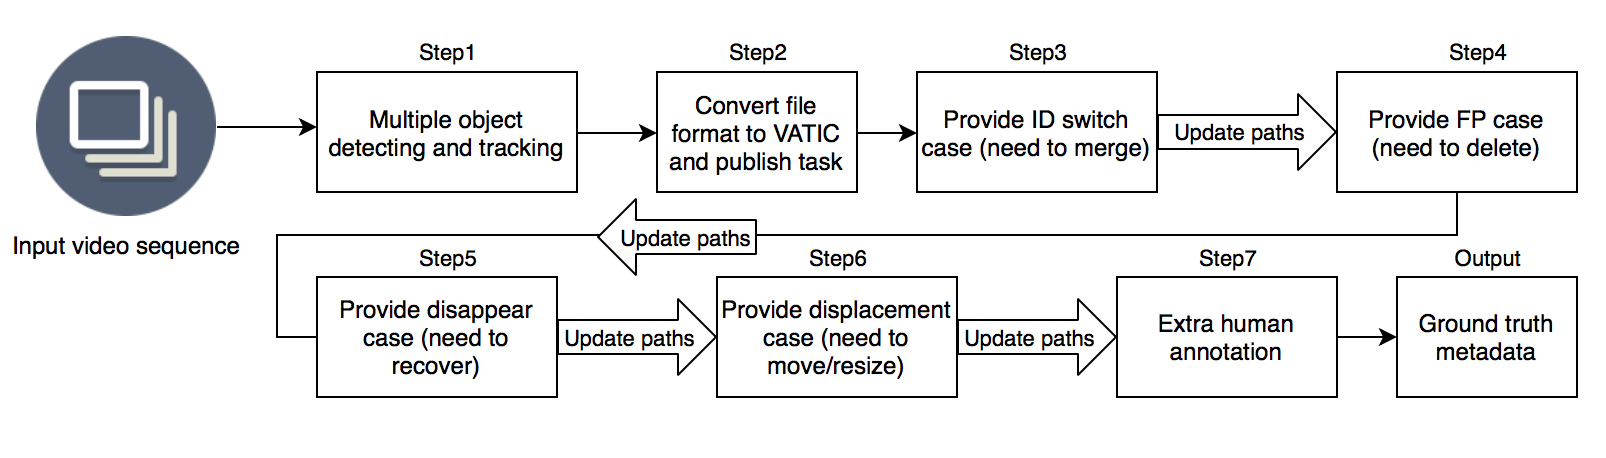 Step1
Multiple object
detecting and tracking
Step2
Convert file
format to VATIC
and publish task
Step3
Provide ID switch
case (need to merge)
Update paths
Step4
Provide FP case
(need to delete)
Input video sequence
Update paths
Step5
Provide disappear
case (need to
recover)
Update paths
Step6
Provide displacement
case (need to
move/resize)
Update paths
Step7
Extra human
annotation
Output
Ground truth
metadata